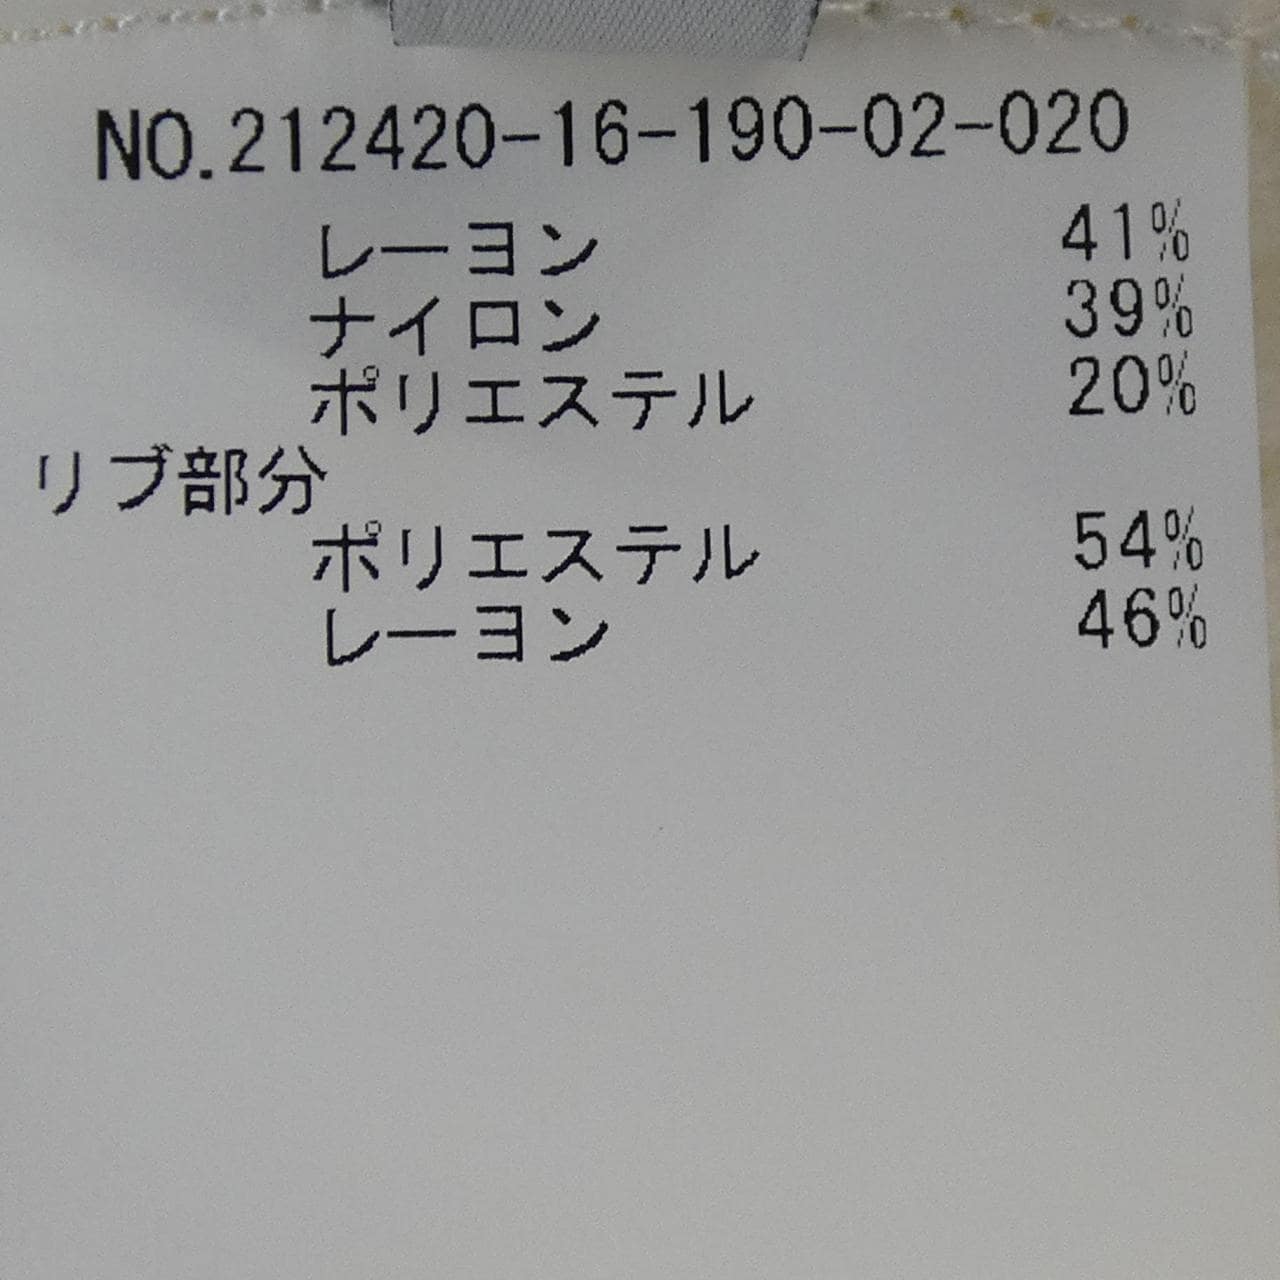 NO.212420-16-190-02-020
レーヨン 41%
ナイロン 39%
ポリエステル 20%
リブ部分
ポリエステル 54%
レーヨン 46%